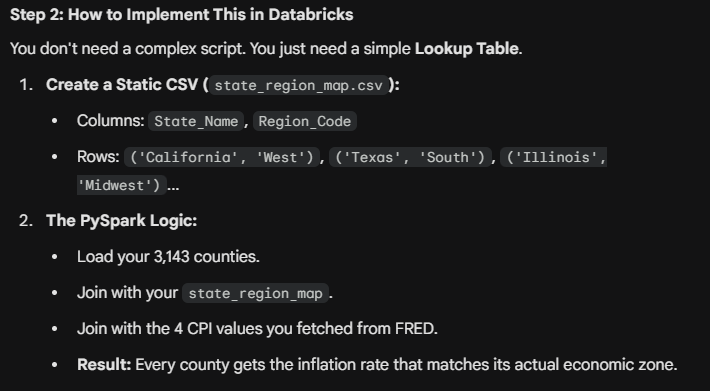 Step 2: How to Implement This in Databricks
You don't need a complex script. You just need a simple Lookup Table.
1. Create a Static CSV ( state_region_map.csv ):
• Columns: State_Name , Region_Code
• Rows: ('California', 'West') , ('Texas', 'South') , ('Illinois',
'Midwest') ...
2. The PySpark Logic:
• Load your 3,143 counties.
• Join with your state_region_map .
• Join with the 4 CPI values you fetched from FRED.
• Result: Every county gets the inflation rate that matches its actual economic zone.